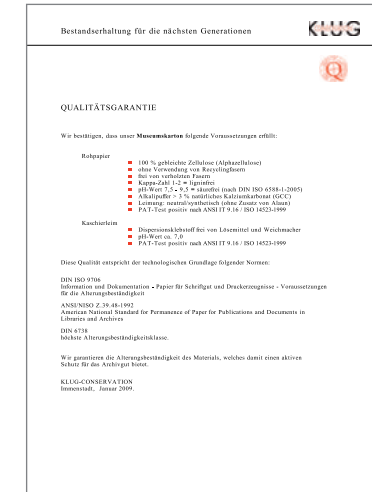 Bestandserhaltung für die nächsten Generationen
KLUG
Q
QUALITÄTSGARANTIE
Wir bestätigen, dass unser Museumskarton folgende Voraussetzungen erfüllt:
Rohpapier
100 % gebleichte Zellulose (Alphazellulose)
ohne Verwendung von Recyclingfasern
frei von verholzten Fasern
Kappa-Zahl 1-2 = ligninfrei
pH-Wert 7,5 - 9,5 = säurefrei (nach DIN ISO 6588-1-2005)
Alkalipuffer > 3 % natürliches Kalziumkarbonat (GCC)
Leimung: neutral/synthetisch (ohne Zusatz von Alaun)
PAT-Test positiv nach ANSI IT 9.16 / ISO 14523-1999
Kaschierleim
Dispersionsklebstoff frei von Lösemittel und Weichmacher
pH-Wert ca. 7,0
PAT-Test positiv nach ANSI IT 9.16 / ISO 14523-1999
Diese Qualität entspricht der technologischen Grundlage folgender Normen:
DIN ISO 9706
Information und Dokumentation - Papier für Schriftgut und Druckerzeugnisse - Voraussetzungen
für die Alterungsbeständigkeit
ANSI/NISO Z.39.48-1992
American National Standard for Permanence of Paper for Publications and Documents in
Libraries and Archives
DIN 6738
höchste Alterungsbeständigkeitsklasse.
Wir garantieren die Alterungsbeständigkeit des Materials, welches damit einen aktiven
Schutz für das Archivgut bietet.
KLUG-CONSERVATION
Immenstadt, Januar 2009.